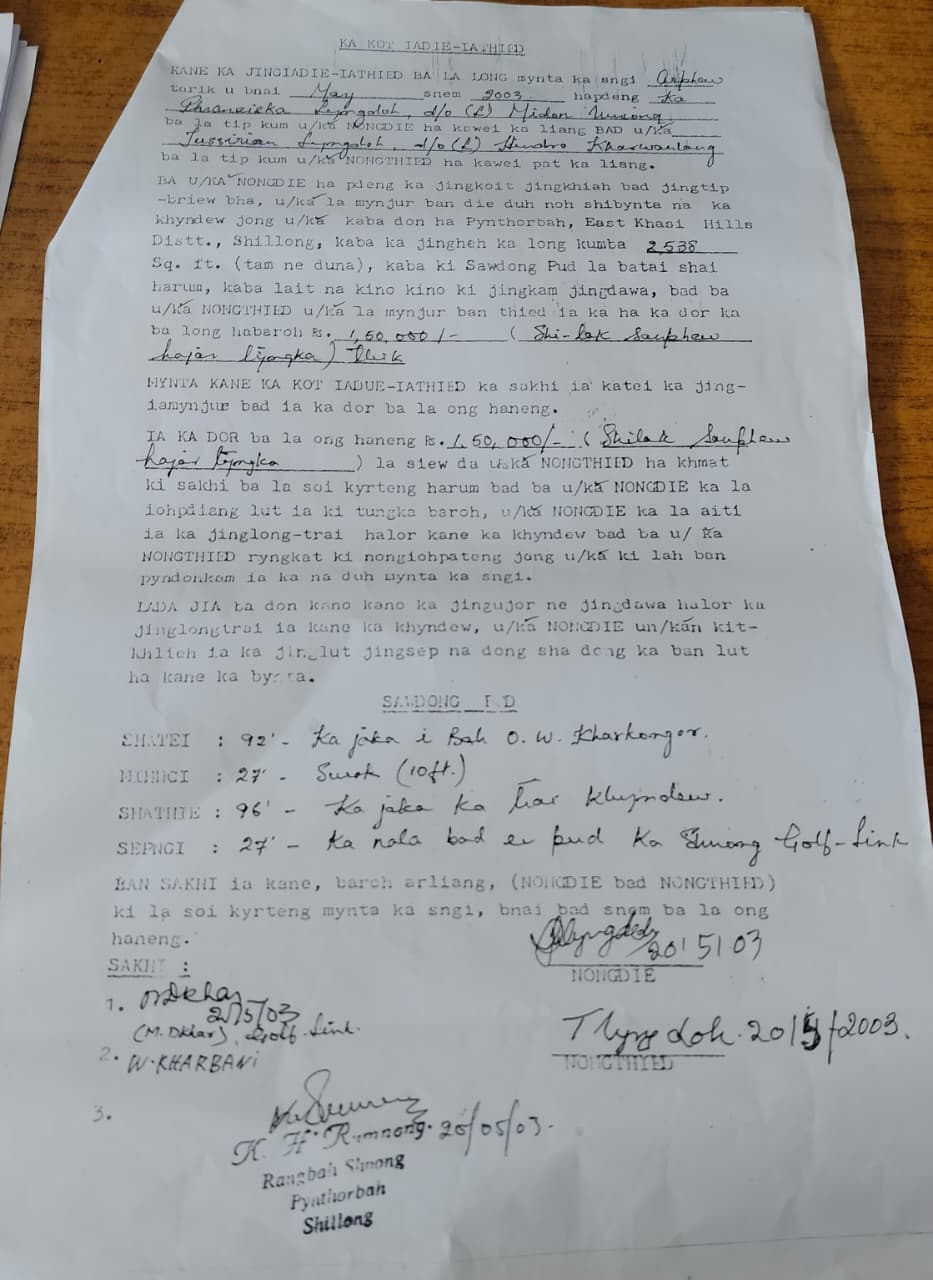 KA KOT IADIE-IATHIED
KANE KA JINGIADIE-IATHIED BA LA LONG mynta ka sngi Arphew
tarik u bnai May snem 2003 hapdeng Ka
Lyngdoh, d/o (L) Midon
ba la tip kum u/ka NONGDIE ha kawei ka liang BAD u/Ka
Lyngdoh, d/o (L) Hendro
ba la tip kum u/ka NONGTHIED ha kawei pat ka liang.
BA U/KA NONGDIE ha pdeng ka jingkoit jingkhiah bad jingtip
-briew bha, u/ka la mynjur ban die duh noh shibynta na ka
khyndew jong u/ka kaba don ha Pynthorbah, East Khasi Hills
Distt., Shillong, kaba ka jingheh ka long kumba 2,538
Sq. ft. (tam ne duna), kaba ki Sawdong Pud la batai shai
harum, kaba lait na kino kino ki jingkam jingdawa, bad ba
u/ka NONGTHIED u/ka la mynjur ban thied ia ka ha ka dor ka
ba long habaroh Rs. 1,50,000/- (Shi-lak Sanphew
hajar tyngka) Tlik
MYNTA KANE KA KOT IADUE-IATHIED ka sakhi ia katei ka jing-
iamynjur bad ia ka dor ba la ong haneng.
IA KA DOR ba la ong haneng Rs. 1,50,000/- (Shilak Sanphew
hajar tyngka) la siew da u/ka NONGTHIED ha khmat
ki sakhi ba la soi kyrteng harum bad ba u/ka NONGDIE ka la
iohpdiang lut ia ki tungka baroh, u/ka NONGDIE ka la aiti
ia ka jinglong-trai halor kane ka khyndew bad ba u/ Ka
NONGTHIED ryngkat ki nongiohpateng jong u/ka ki lah ban
pyndonkam ia ka na duh mynta ka sngi.
LADA JIA ba don kano kano ka jingujor ne jingdawa halor ka
jinglongtrai ia kane ka khyndew, u/ka NONGDIE un/kan kit-
khlieh ia ka jinglut jingsep na dong sha dong ka ban lut
ha kane ka bynta.
SAWDONG PUD
SHATEI : 92' - Ka jaka i Bah O. W. Kharkongor.
MIHNGI : 27' - Surok (10ft.)
SHATHIE : 96' - Ka jaka ka trai Khyndew.
SEPNGI : 27' - Ka nala bad pud Ka Shnong Golf-Link
BAN SAKHI ia kane, baroh arliang, (NONGDIE bad NONGTHIED)
ki la soi kyrteng mynta ka sngi, bnai bad snem ba la ong
haneng.
20/5/03
NONGDIE
SAKHI :
1. MDkhar
20/5/03
(M. Dkhar), Golf-Link.
T Lyngdoh. 20/5/2003.
NONGTHYED
2. W. KHARBANI
3.
K. H. Rymnong. 20/05/03.
Rangbah Shnong
Pynthorbah
Shillong